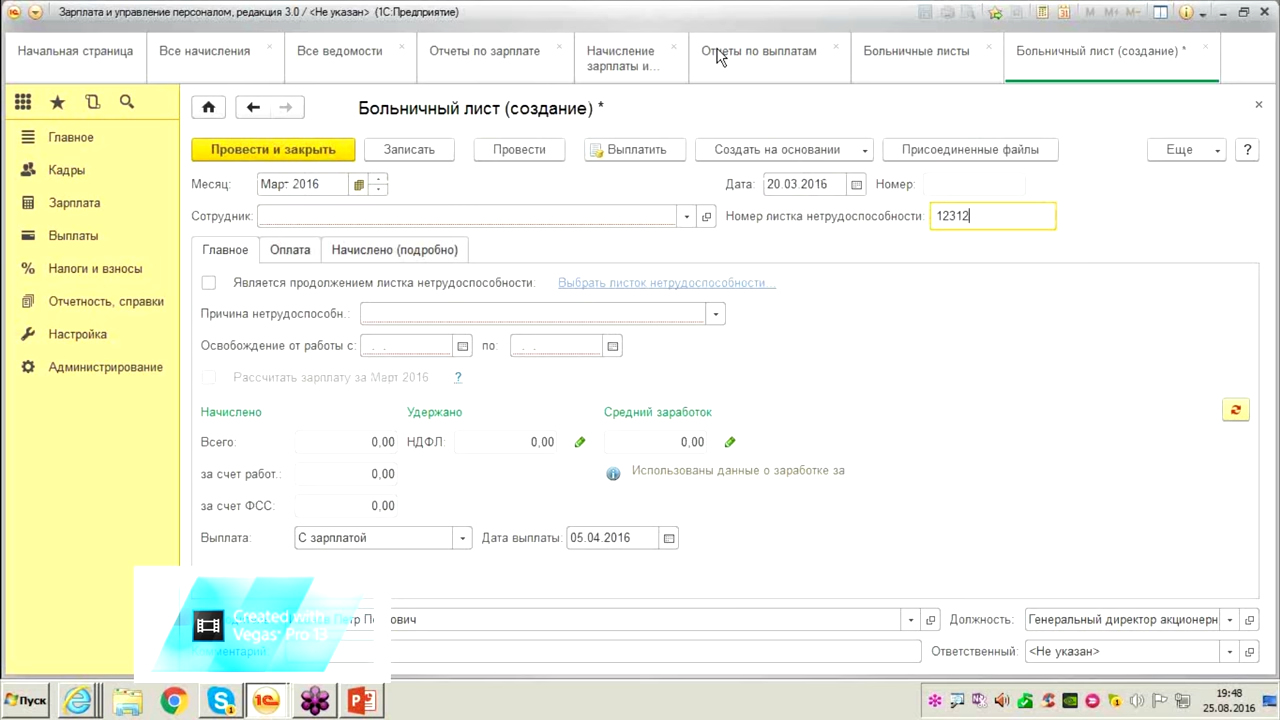 Зарплата и управление персоналом, редакция 3.0 / <Не указан> (1С:Предприятие)
M M+ M-
Начальная страница
Все начисления
Все ведомости
Отчеты по зарплате
Начисление зарплаты и...
Отчеты по выплатам
Больничные листы
Больничный лист (создание) *
Главное
Кадры
Зарплата
Выплаты
Налоги и взносы
Отчетность, справки
Настройка
Администрирование
Больничный лист (создание) *
Провести и закрыть
Записать
Провести
Выплатить
Создать на основании
Присоединенные файлы
Еще
?
Месяц: Март 2016
Дата: 20.03.2016 Номер:
Сотрудник:
Номер листка нетрудоспособности: 12312
Главное
Оплата
Начислено (подробно)
Является продолжением листка нетрудоспособности: Выбрать листок нетрудоспособности...
Причина нетрудоспособн.:
Освобождение от работы с: . . по: . .
Рассчитать зарплату за Март 2016 ?
Начислено Удержано Средний заработок
Всего: 0,00 НДФЛ: 0,00 0,00
за счет работ.: 0,00
Использованы данные о заработке за
за счет ФСС: 0,00
Выплата: С зарплатой Дата выплаты: 05.04.2016
Created with
Vegas Pro 13
Петр Петрович
Должность: Генеральный директор акционерн
Комментарий:
Ответственный: <Не указан>
Пуск
19:48
25.08.2016